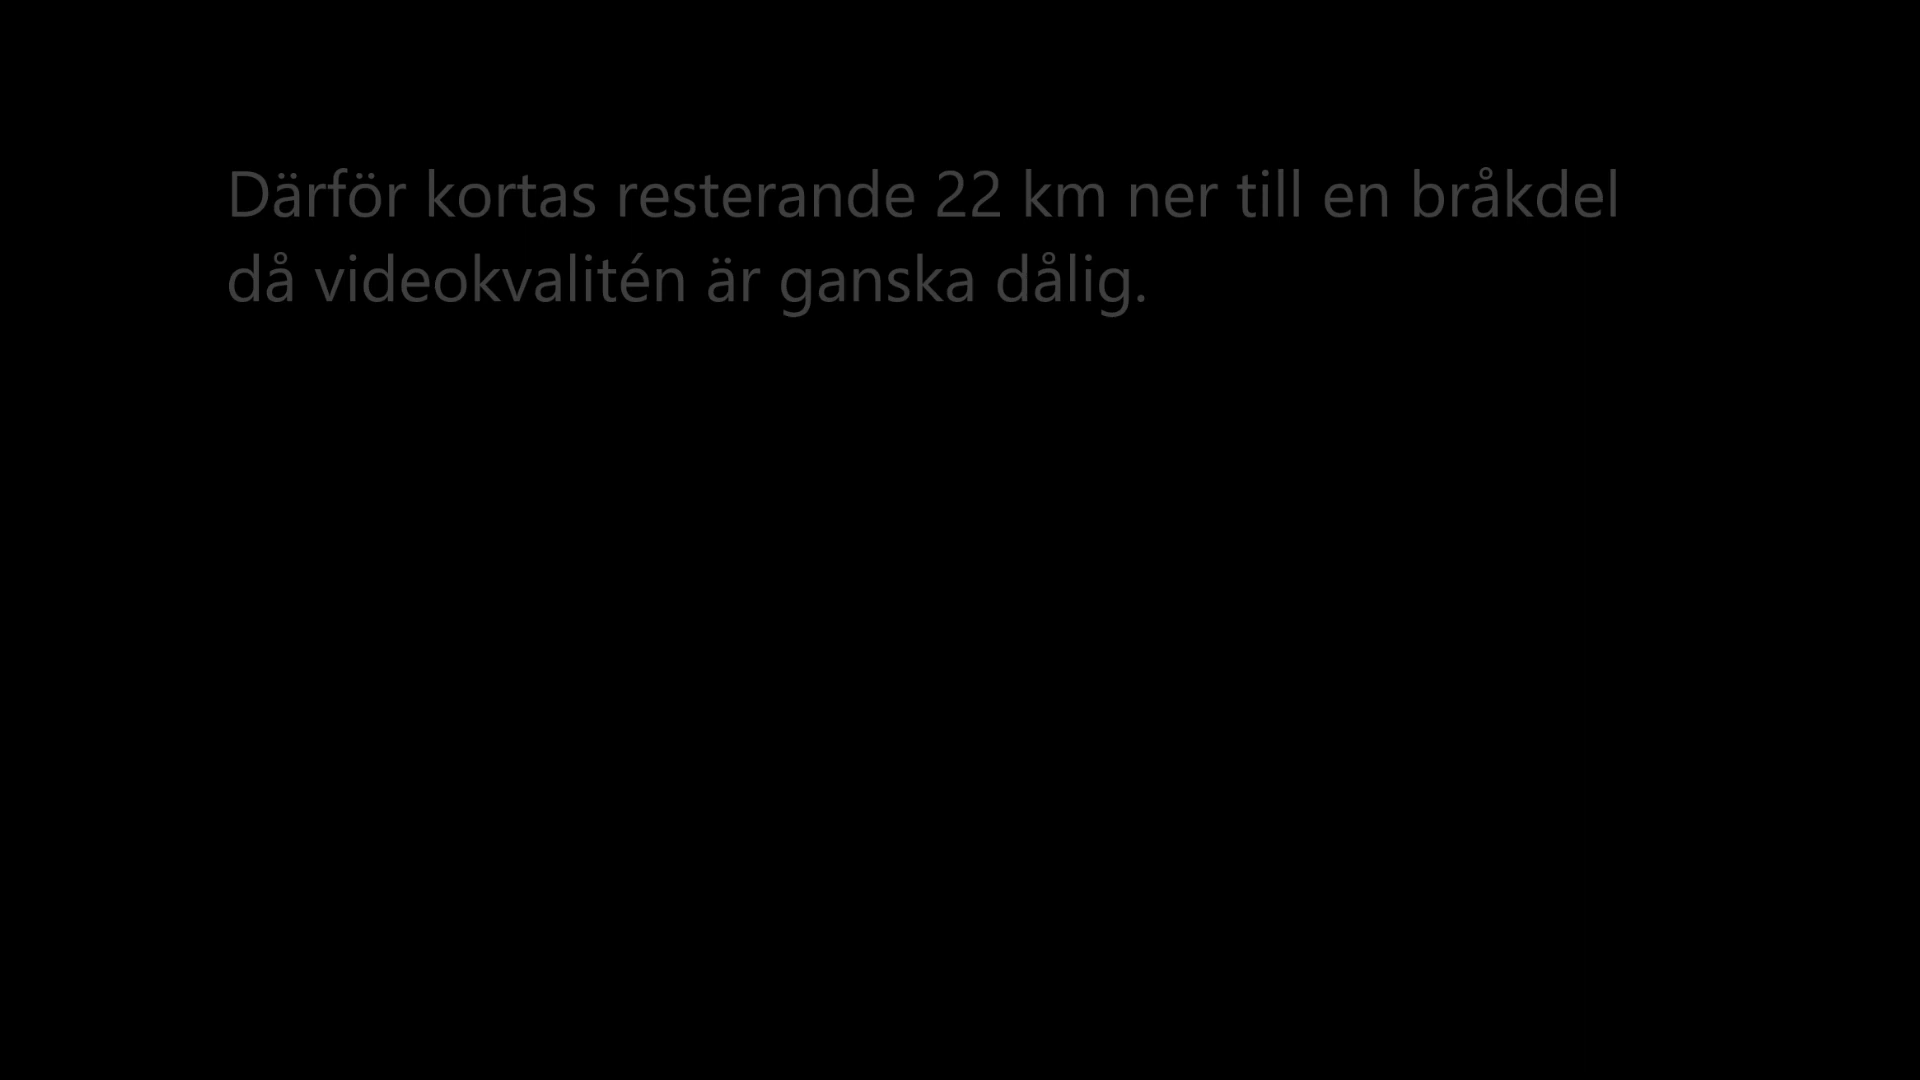 Därför kortas resterande 22 km ner till en bråkdel
då videokvalitén är ganska dålig.